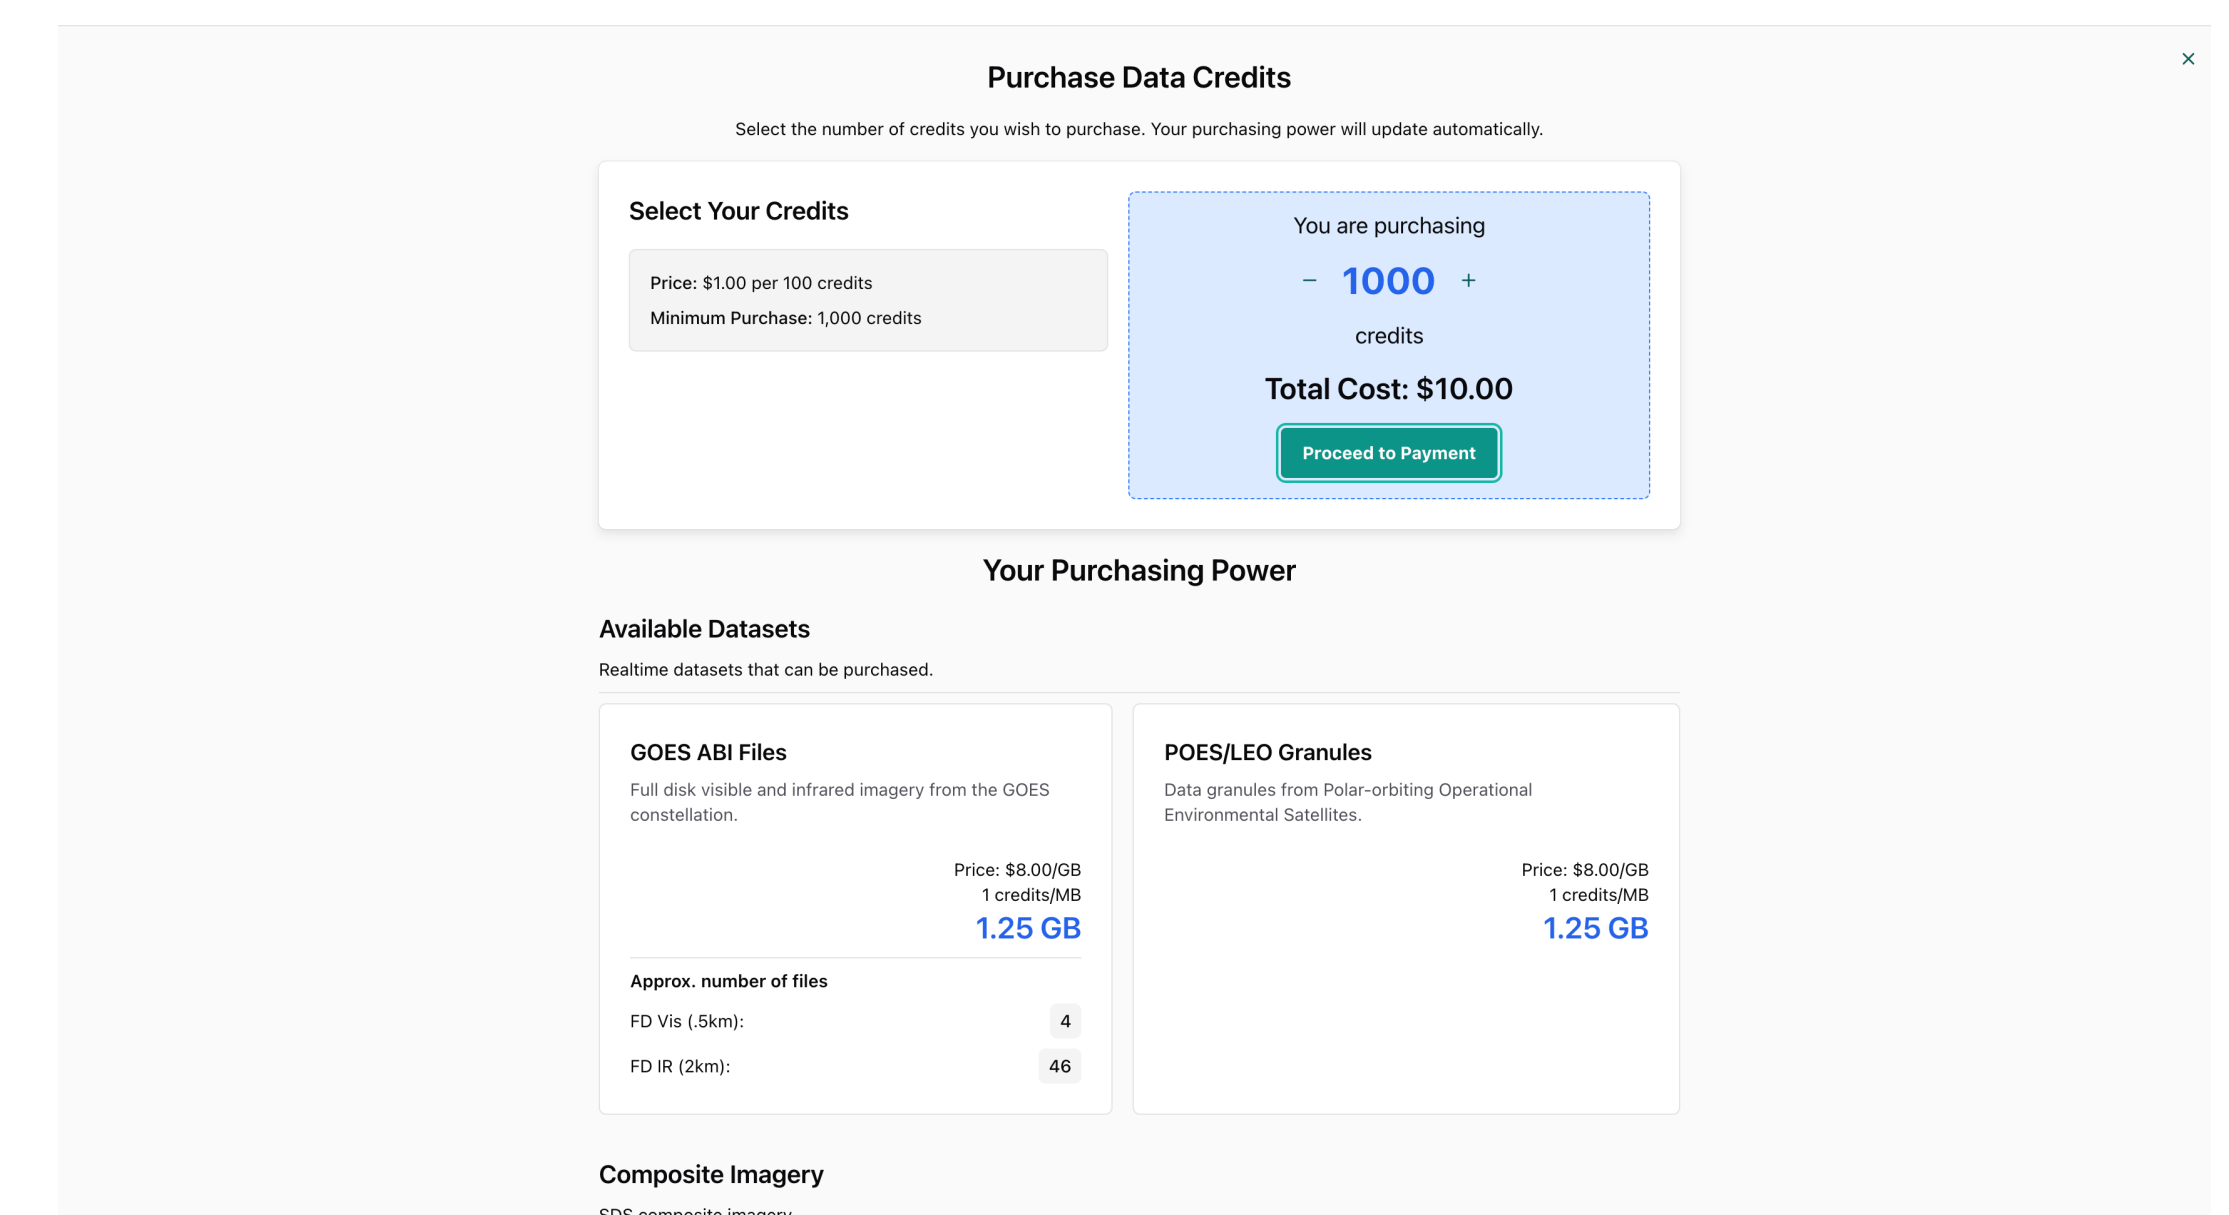 Purchase Data Credits
Select the number of credits you wish to purchase. Your purchasing power will update automatically.
Select Your Credits
Price: $1.00 per 100 credits
Minimum Purchase: 1,000 credits
You are purchasing
− 1000 +
credits
Total Cost: $10.00
Proceed to Payment
Your Purchasing Power
Available Datasets
Realtime datasets that can be purchased.
GOES ABI Files
Full disk visible and infrared imagery from the GOES
constellation.
Price: $8.00/GB
1 credits/MB
1.25 GB
Approx. number of files
FD Vis (.5km): 4
FD IR (2km): 46
POES/LEO Granules
Data granules from Polar-orbiting Operational
Environmental Satellites.
Price: $8.00/GB
1 credits/MB
1.25 GB
Composite Imagery
SDS composite imagery